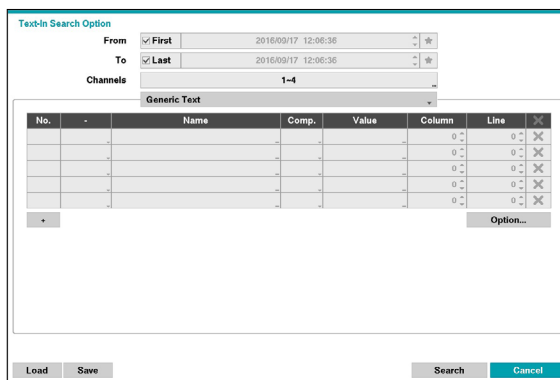 Text-In Search Option
From First 2016/09/17 12:06:36
To Last 2016/09/17 12:06:36
Channels 1~4
Generic Text
No. - Name Comp. Value Column Line
0 0
0 0
0 0
0 0
0 0
+ Option...
Load Save Search Cancel